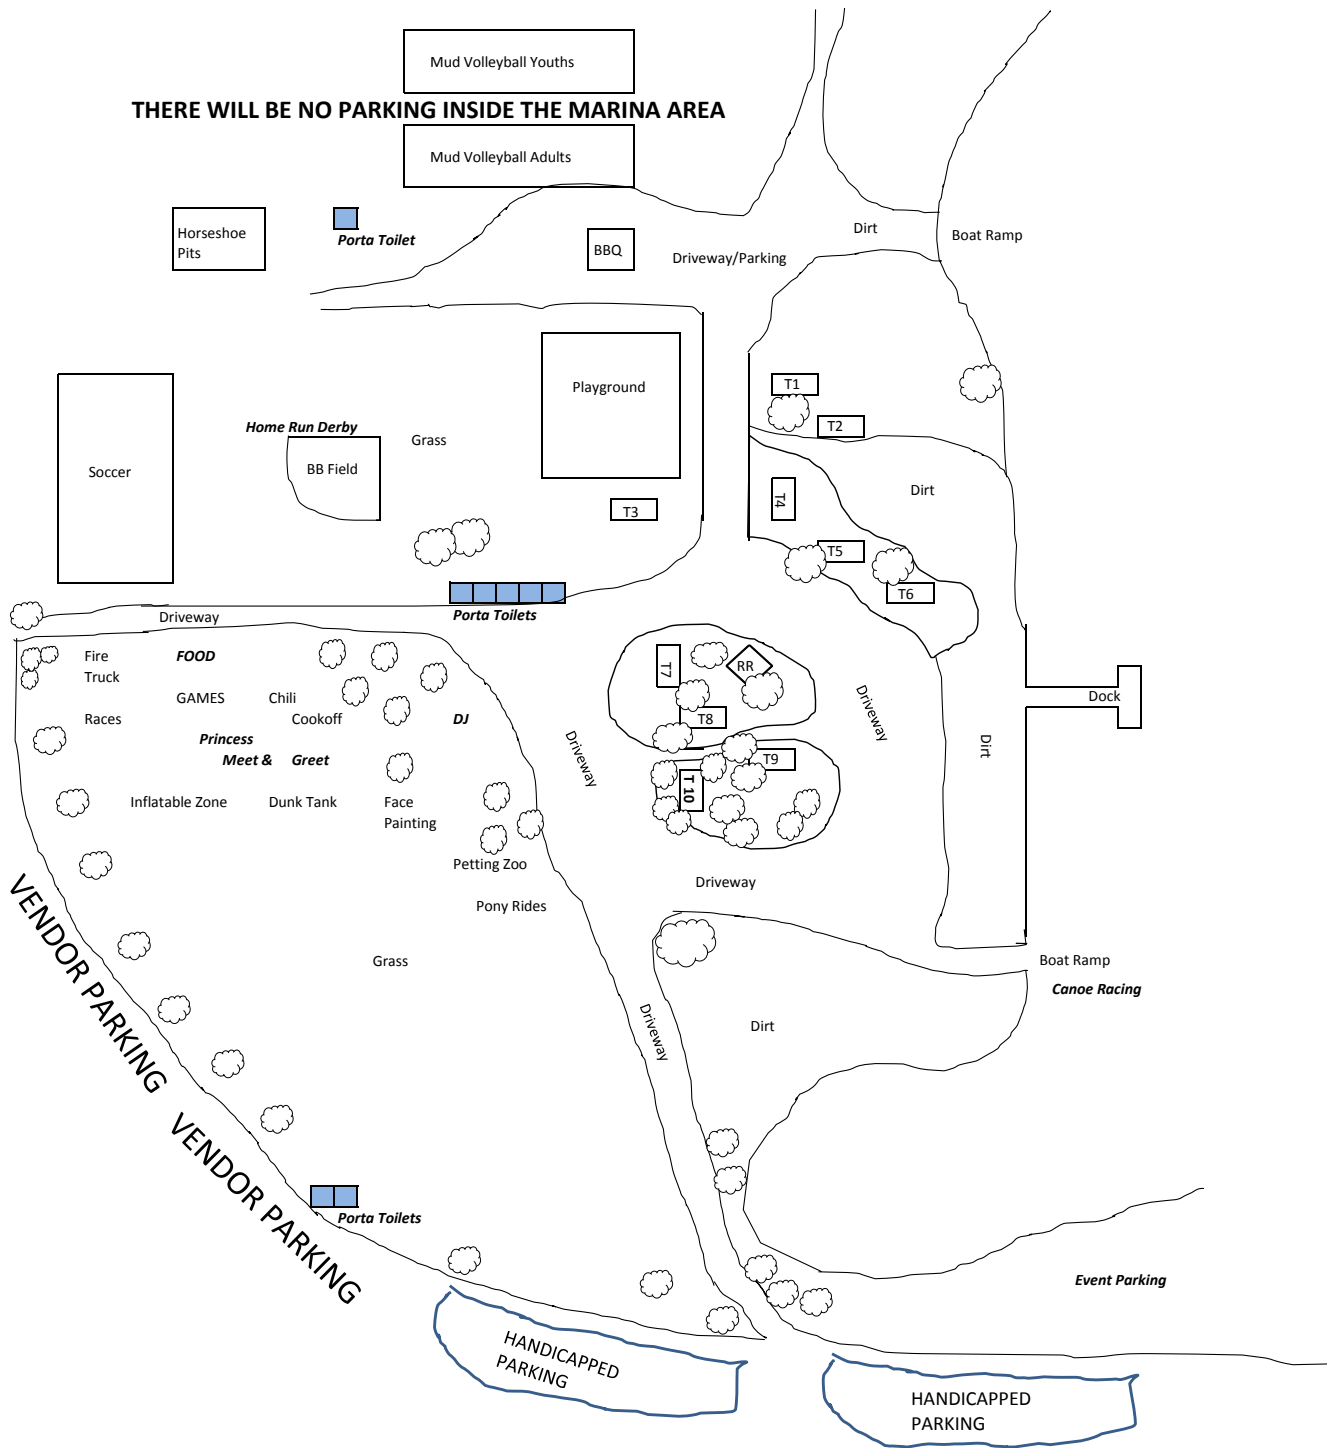 Mud Volleyball Youths
THERE WILL BE NO PARKING INSIDE THE MARINA AREA
Mud Volleyball Adults
Horseshoe
Pits
Porta Toilet
BBQ
Driveway/Parking
Dirt
Boat Ramp
Playground
T1
T2
Home Run Derby
Grass
BB Field
Soccer
T3
T4
Dirt
T5
T6
Porta Toilets
Driveway
Fire
Truck
FOOD
GAMES
Chili
Cookoff
Races
DJ
Princess
Meet & Greet
Inflatable Zone
Dunk Tank
Face
Painting
Petting Zoo
Pony Rides
Driveway
T7
RR
T8
T9
T 10
Driveway
Dirt
Dock
Driveway
Grass
Boat Ramp
Canoe Racing
Driveway
Dirt
VENDOR PARKING
VENDOR PARKING
Porta Toilets
Event Parking
HANDICAPPED
PARKING
HANDICAPPED
PARKING